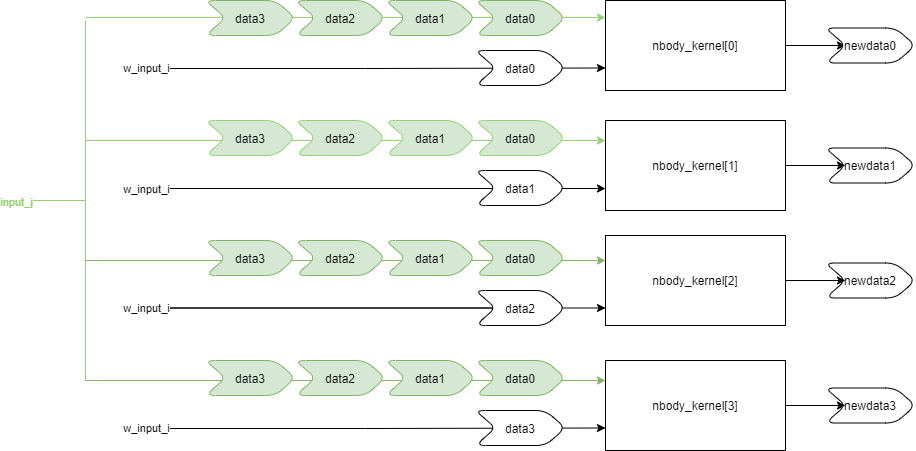 data3 data2 data1 data0
nbody_kernel[0]
newdata0
w_input_i
data0
data3 data2 data1 data0
nbody_kernel[1]
newdata1
w_input_i
data1
input_j
data3 data2 data1 data0
nbody_kernel[2]
newdata2
w_input_i
data2
data3 data2 data1 data0
nbody_kernel[3]
newdata3
w_input_i
data3